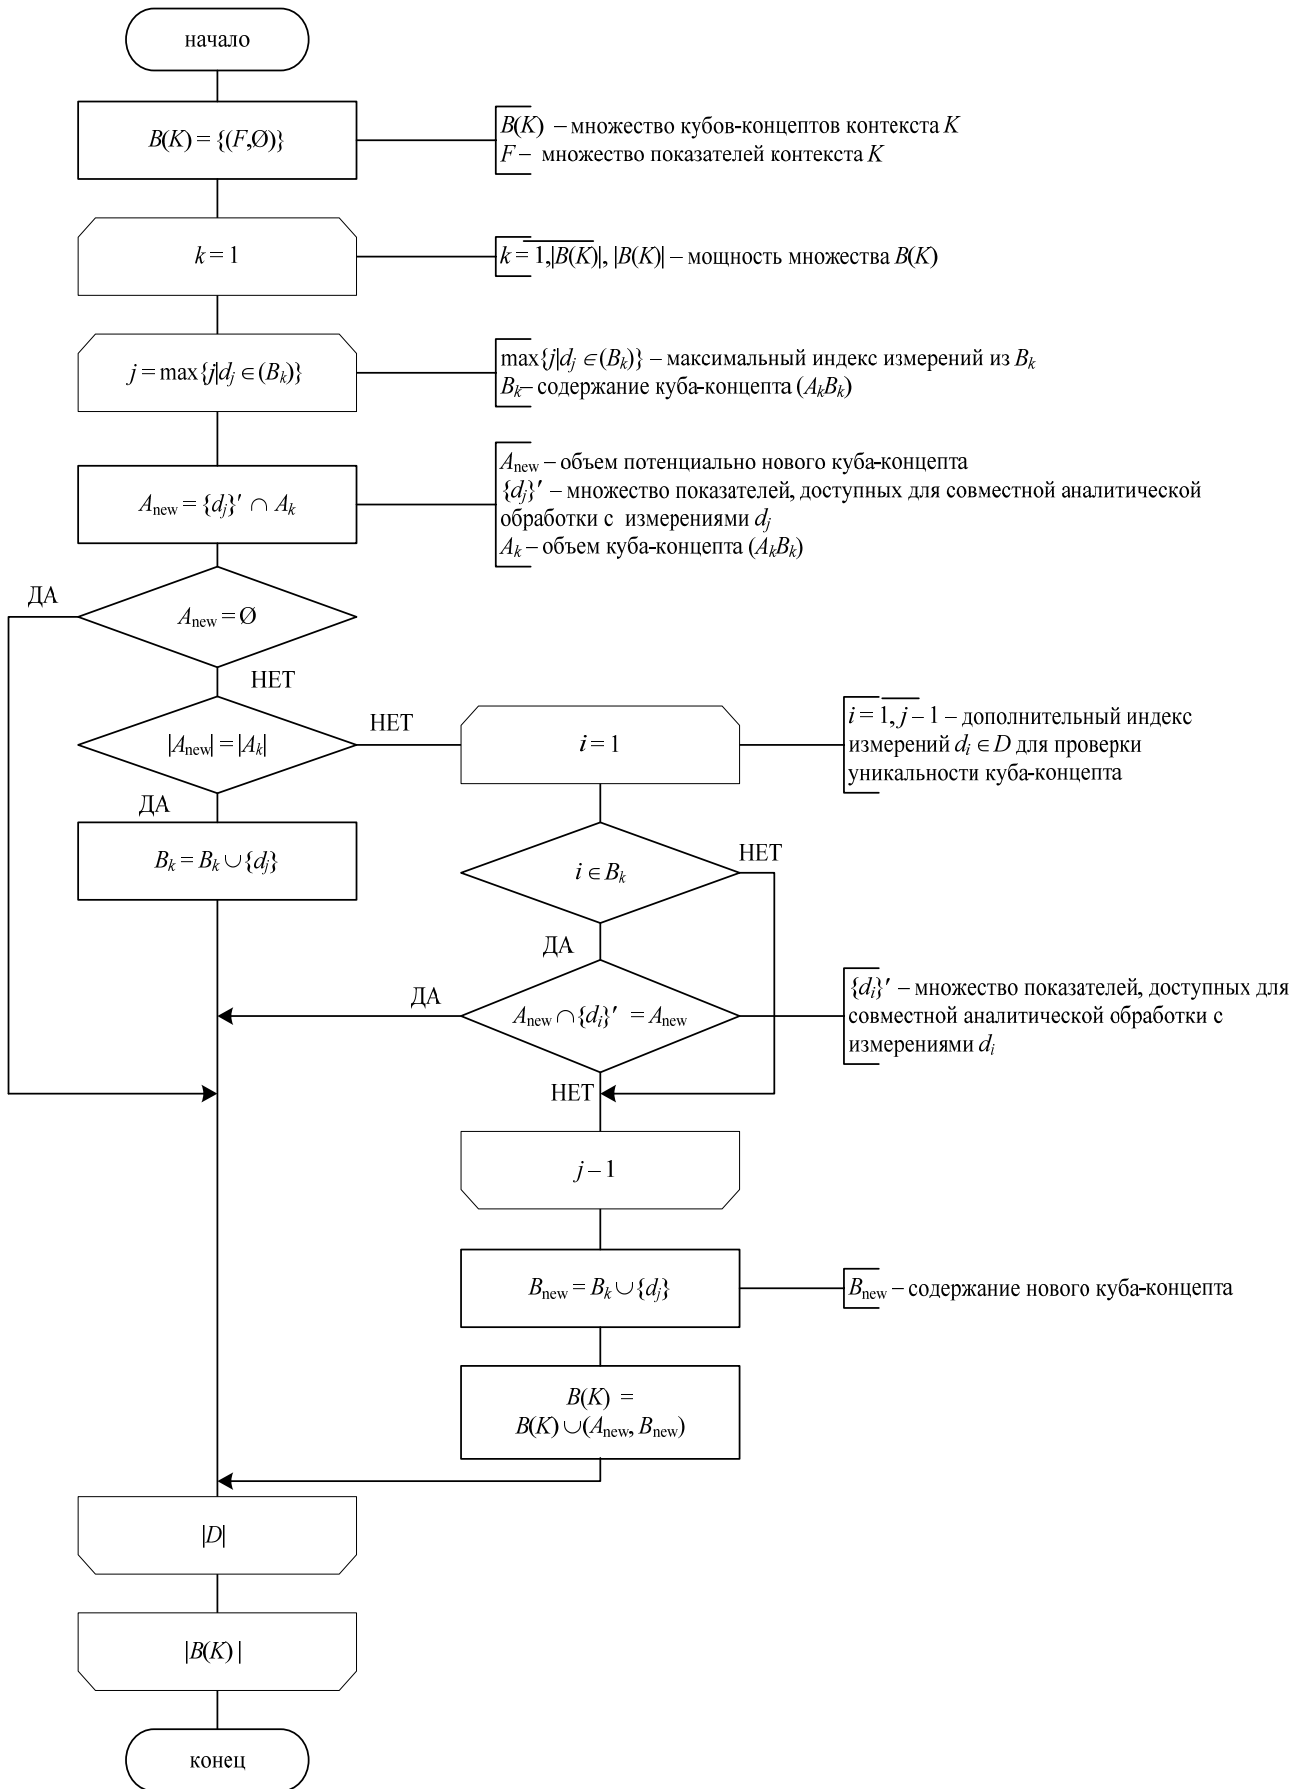 начало
B(K) = {(F,Ø)}
B(K) – множество кубов-концептов контекста K
F – множество показателей контекста K
k = 1
k = 1,|B(K)|, |B(K)| – мощность множества B(K)
j = max{j|dj ∈ (Bk)}
max{j|dj ∈ (Bk)} – максимальный индекс измерений из Bk
Bk – содержание куба-концепта (AkBk)
Anew = {dj}′ ∩ Ak
Anew – объем потенциально нового куба-концепта
{dj}′ – множество показателей, доступных для совместной аналитической
обработки с измерениями dj
Ak – объем куба-концепта (AkBk)
ДА
Anew = Ø
НЕТ
|Anew| = |Ak|
НЕТ
i = 1
i = 1, j – 1 – дополнительный индекс
измерений di ∈ D для проверки
уникальности куба-концепта
ДА
Bk = Bk ∪ {dj}
i ∈ Bk
НЕТ
ДА
ДА
Anew ∩ {di}′ = Anew
{di}′ – множество показателей, доступных для
совместной аналитической обработки с
измерениями di
НЕТ
j – 1
Bnew = Bk ∪ {dj}
Bnew – содержание нового куба-концепта
B(K) =
B(K) ∪ (Anew, Bnew)
|D|
|B(K) |
конец